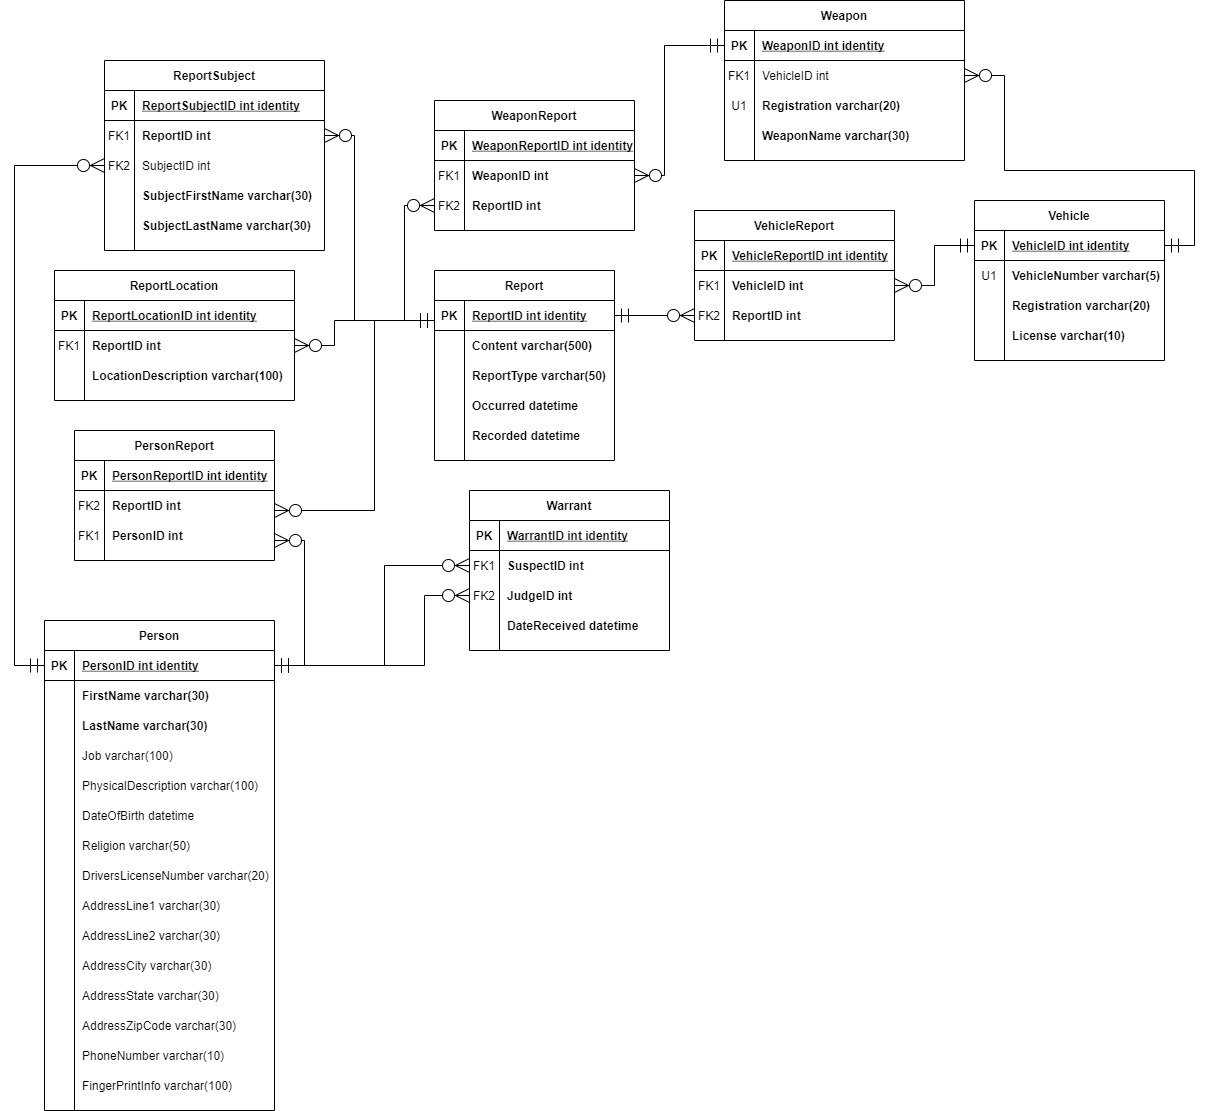 Weapon
PK WeaponID int identity
FK1 VehicleID int
U1 Registration varchar(20)
WeaponName varchar(30)
ReportSubject
PK ReportSubjectID int identity
FK1 ReportID int
FK2 SubjectID int
SubjectFirstName varchar(30)
SubjectLastName varchar(30)
WeaponReport
PK WeaponReportID int identity
FK1 WeaponID int
FK2 ReportID int
VehicleReport
PK VehicleReportID int identity
FK1 VehicleID int
FK2 ReportID int
Vehicle
PK VehicleID int identity
U1 VehicleNumber varchar(5)
Registration varchar(20)
License varchar(10)
ReportLocation
PK ReportLocationID int identity
FK1 ReportID int
LocationDescription varchar(100)
Report
PK ReportID int identity
Content varchar(500)
ReportType varchar(50)
Occurred datetime
Recorded datetime
PersonReport
PK PersonReportID int identity
FK2 ReportID int
FK1 PersonID int
Warrant
PK WarrantID int identity
FK1 SuspectID int
FK2 JudgeID int
DateReceived datetime
Person
PK PersonID int identity
FirstName varchar(30)
LastName varchar(30)
Job varchar(100)
PhysicalDescription varchar(100)
DateOfBirth datetime
Religion varchar(50)
DriversLicenseNumber varchar(20)
AddressLine1 varchar(30)
AddressLine2 varchar(30)
AddressCity varchar(30)
AddressState varchar(30)
AddressZipCode varchar(30)
PhoneNumber varchar(10)
FingerPrintInfo varchar(100)